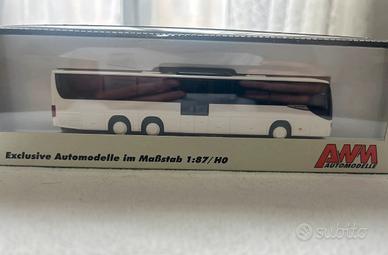 Exclusive Automodelle im Maßstab 1:87/H0
AWM
AUTOMODELLE
subito